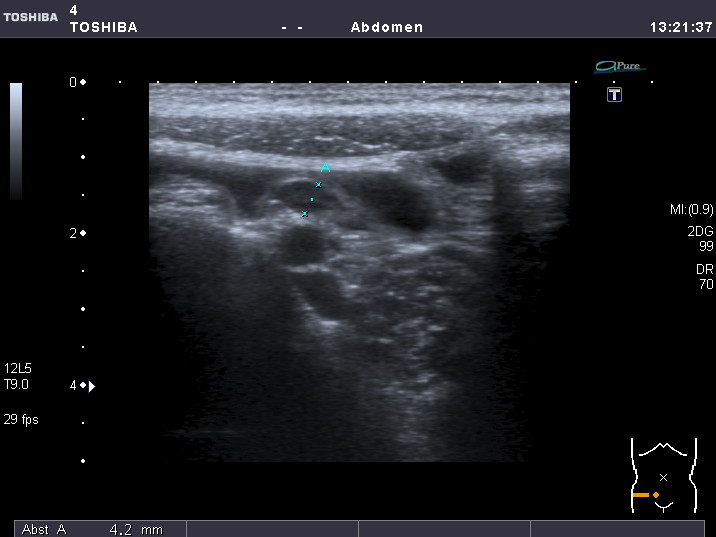 TOSHIBA
4
TOSHIBA - - Abdomen 13:21:37
0
aPure
T
A
MI:(0.9)
2DG
99
DR
70
2
12L5
T9.0
4
29 fps
Abst A 4.2 mm